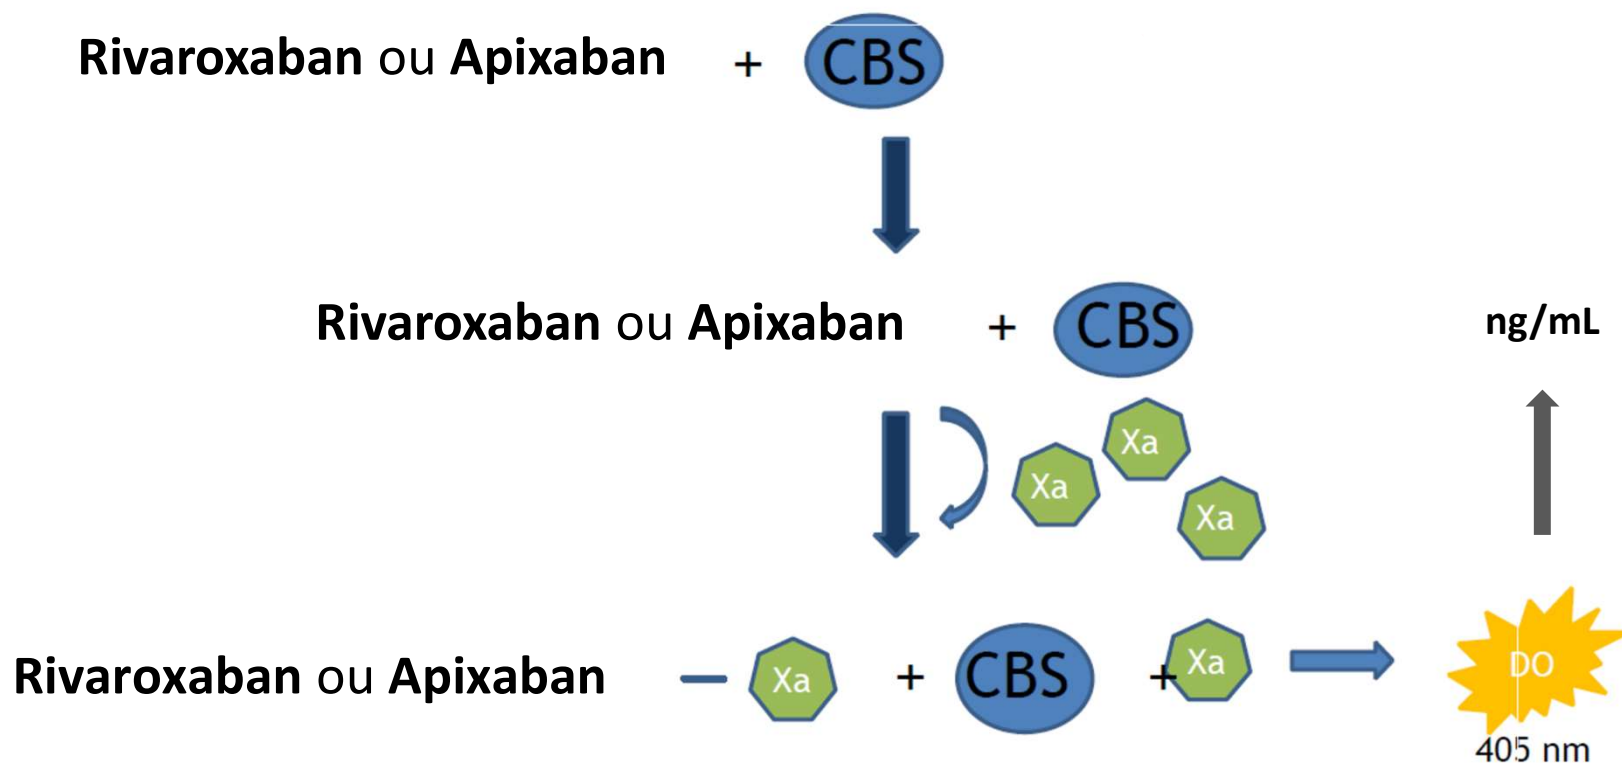 Rivaroxaban ou Apixaban + CBS
Rivaroxaban ou Apixaban + CBS
ng/mL
Xa
Xa
Xa
Rivaroxaban ou Apixaban — Xa + CBS + Xa
DO
405 nm